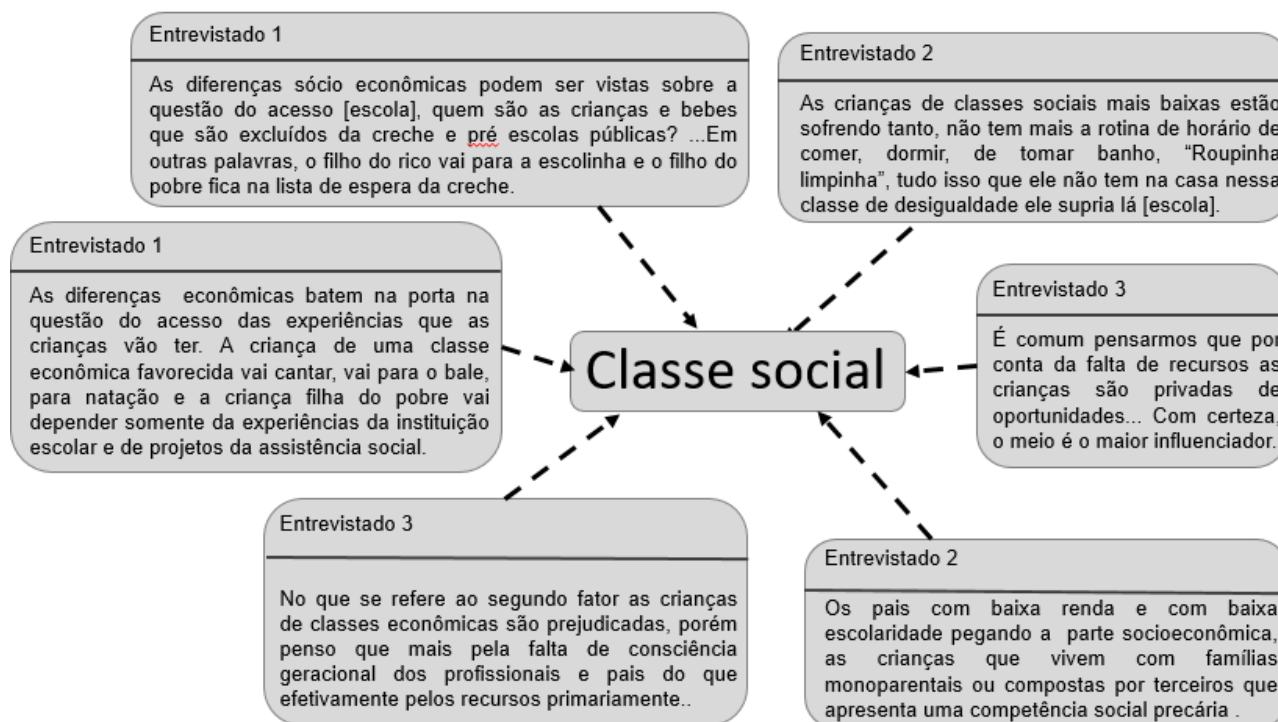 Entrevistado 1
As diferenças sócio econômicas podem ser vistas sobre a
questão do acesso [escola], quem são as crianças e bebes
que são excluídos da creche e pré escolas públicas? ...Em
outras palavras, o filho do rico vai para a escolinha e o filho do
pobre fica na lista de espera da creche.
Entrevistado 2
As crianças de classes sociais mais baixas estão
sofrendo tanto, não tem mais a rotina de horário de
comer, dormir, de tomar banho, “Roupinha
limpinha”, tudo isso que ele não tem na casa nessa
classe de desigualdade ele supria lá [escola].
Entrevistado 1
As diferenças econômicas batem na porta na
questão do acesso das experiências que as
crianças vão ter. A criança de uma classe
econômica favorecida vai cantar, vai para o bale,
para natação e a criança filha do pobre vai
depender somente da experiências da instituição
escolar e de projetos da assistência social.
Classe social
Entrevistado 3
É comum pensarmos que por
conta da falta de recursos as
crianças são privadas de
oportunidades... Com certeza,
o meio é o maior influenciador.
Entrevistado 3
No que se refere ao segundo fator as crianças
de classes econômicas são prejudicadas, porém
penso que mais pela falta de consciência
geracional dos profissionais e pais do que
efetivamente pelos recursos primariamente..
Entrevistado 2
Os pais com baixa renda e com baixa
escolaridade pegando a parte socioeconômica,
as crianças que vivem com famílias
monoparentais ou compostas por terceiros que
apresenta uma competência social precária .